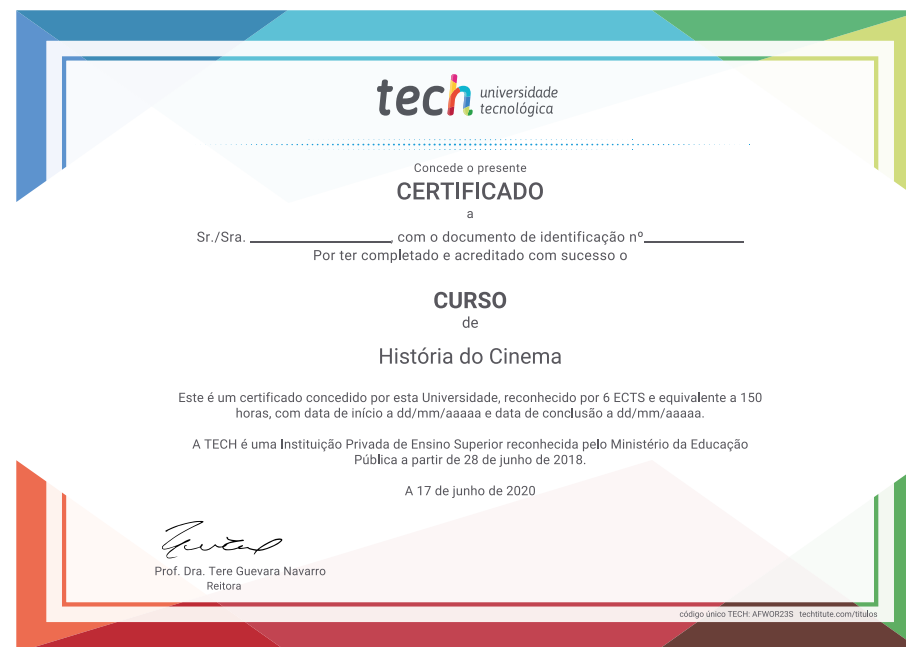 tech universidade
tecnológica
Concede o presente
CERTIFICADO
a
Sr./Sra. ____________________, com o documento de identificação nº______________
Por ter completado e acreditado com sucesso o
CURSO
de
História do Cinema
Este é um certificado concedido por esta Universidade, reconhecido por 6 ECTS e equivalente a 150
horas, com data de início a dd/mm/aaaaa e data de conclusão a dd/mm/aaaaa.
A TECH é uma Instituição Privada de Ensino Superior reconhecida pelo Ministério da Educação
Pública a partir de 28 de junho de 2018.
A 17 de junho de 2020
Prof. Dra. Tere Guevara Navarro
Reitora
código único TECH: AFWOR23S techtitute.com/titulos